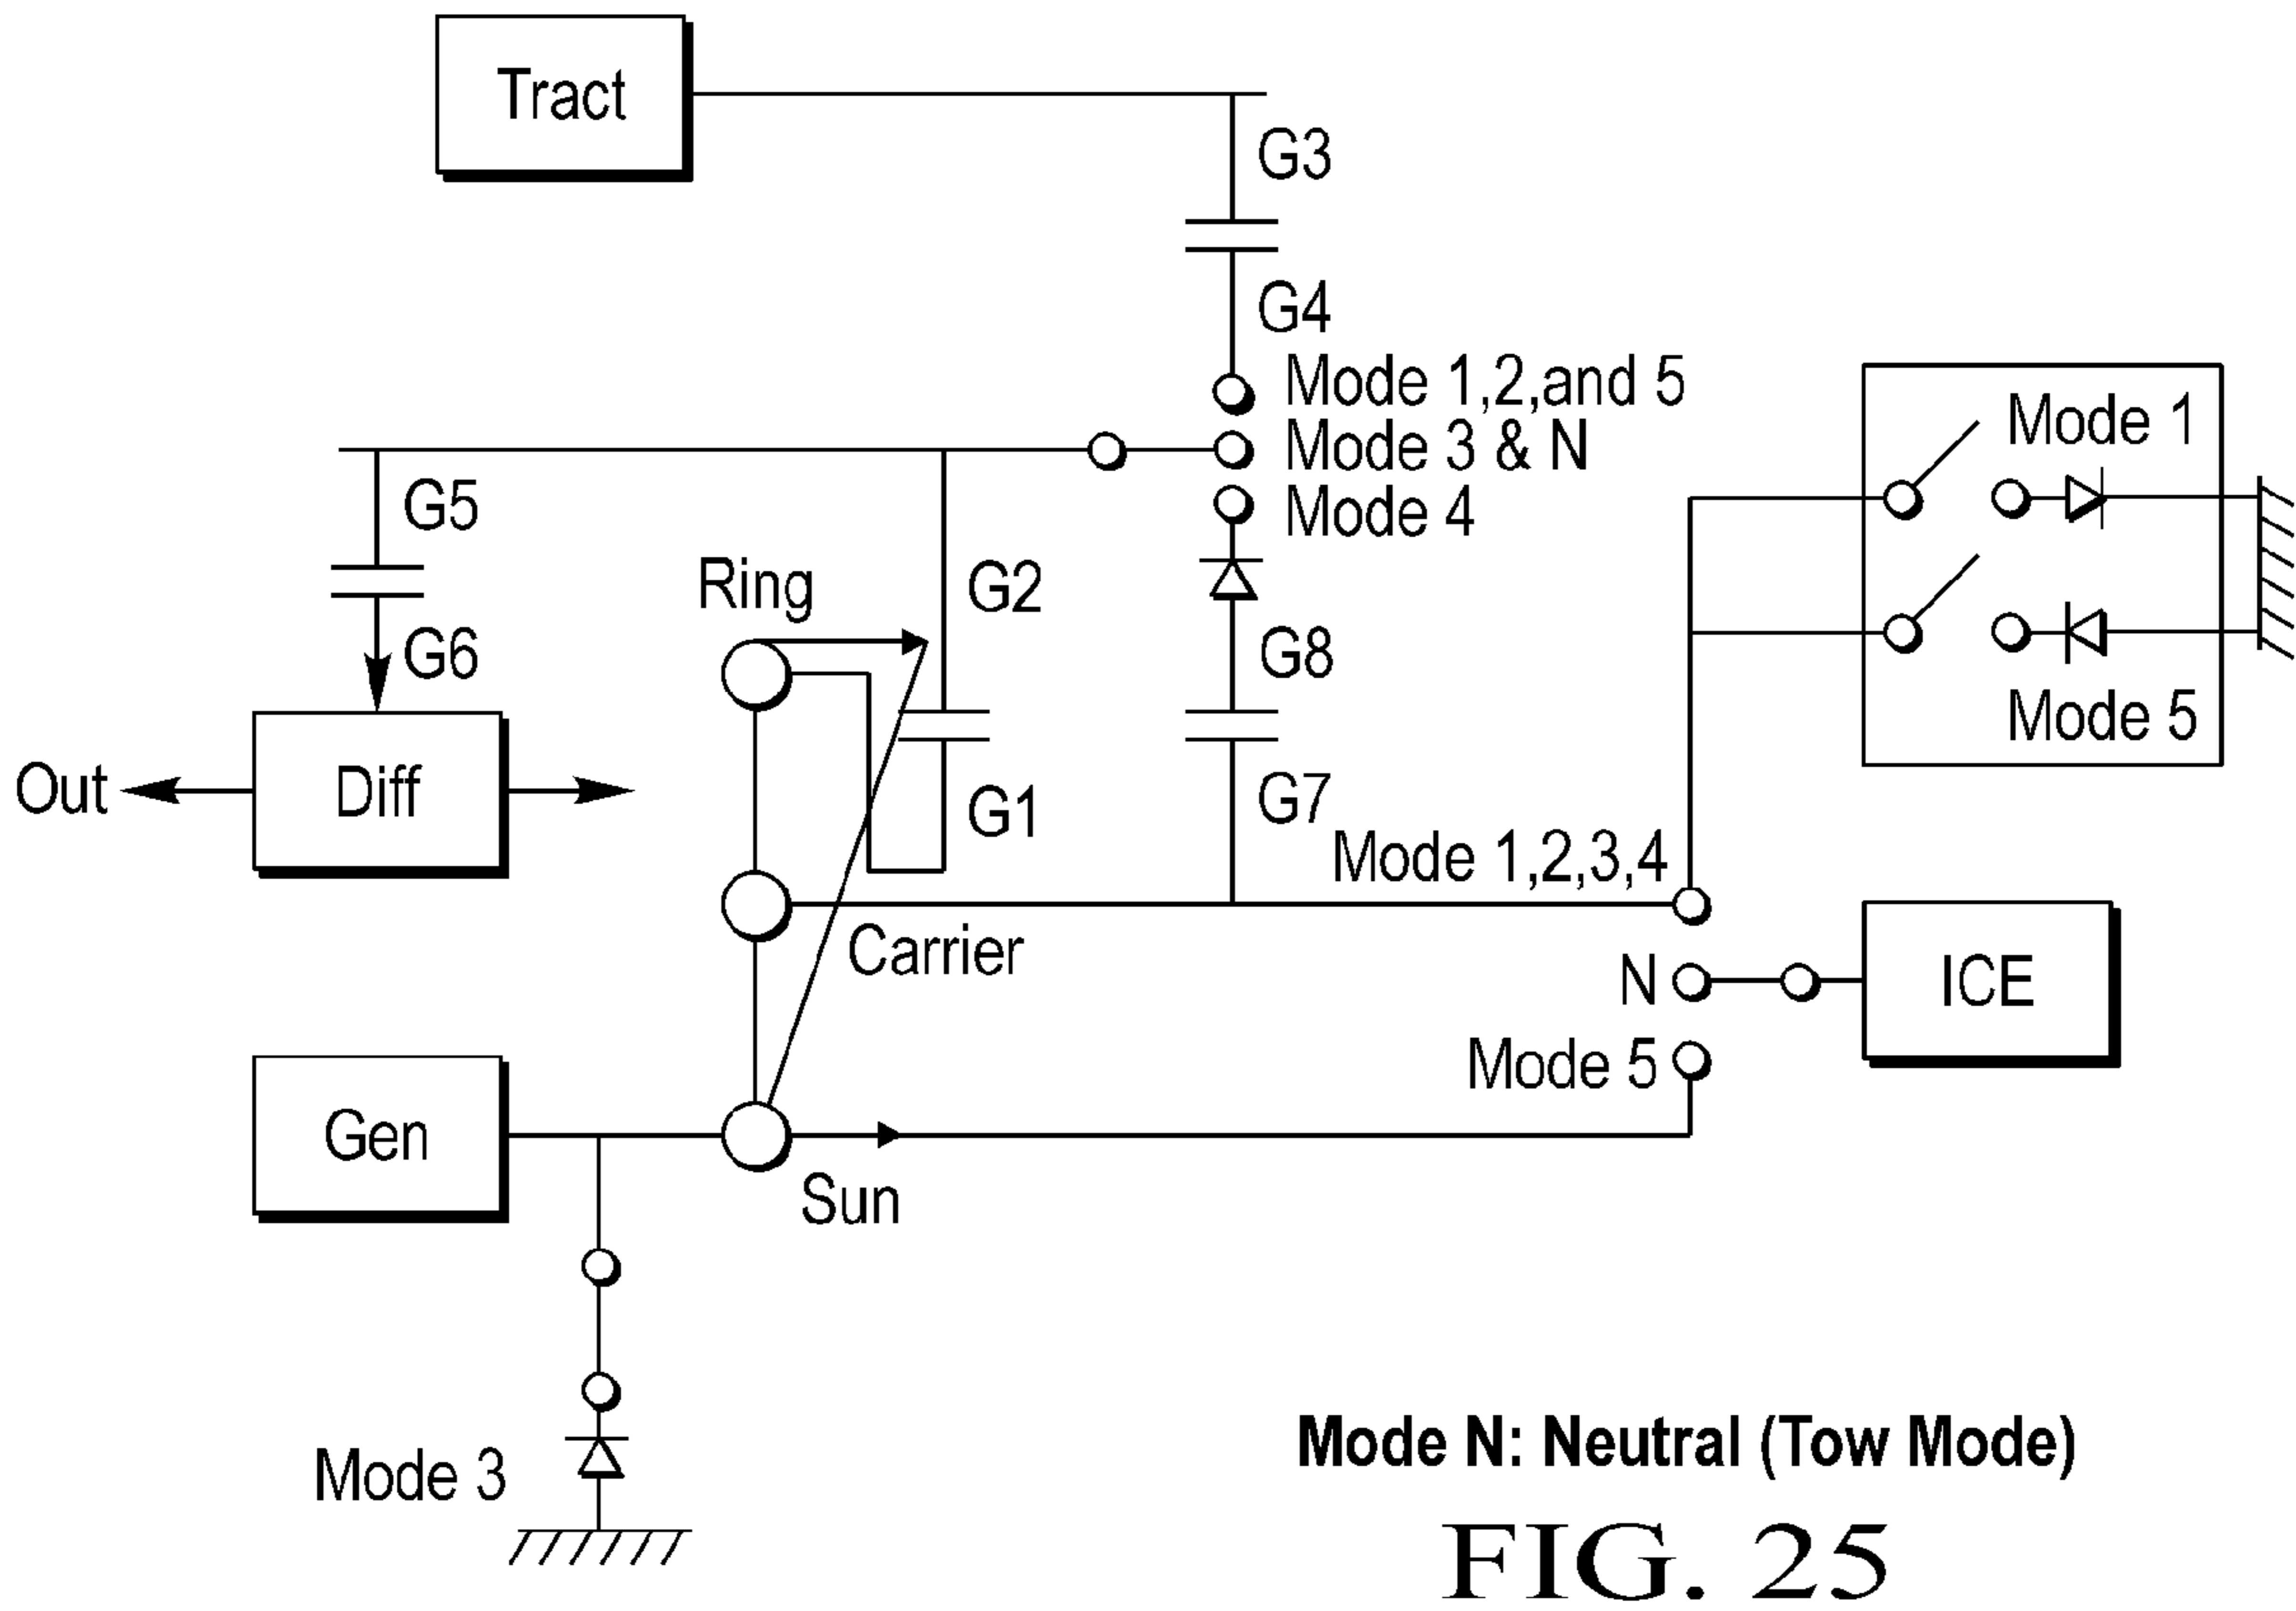 Tract
G3
G4
Mode 1,2,and 5
Mode 3 & N
Mode 4
Mode 1
G5
Ring
G2
G6
G8
Mode 5
Out
Diff
G1
G7
Mode 1,2,3,4
Carrier
N
ICE
Mode 5
Gen
Sun
Mode 3
Mode N: Neutral (Tow Mode)
FIG. 25